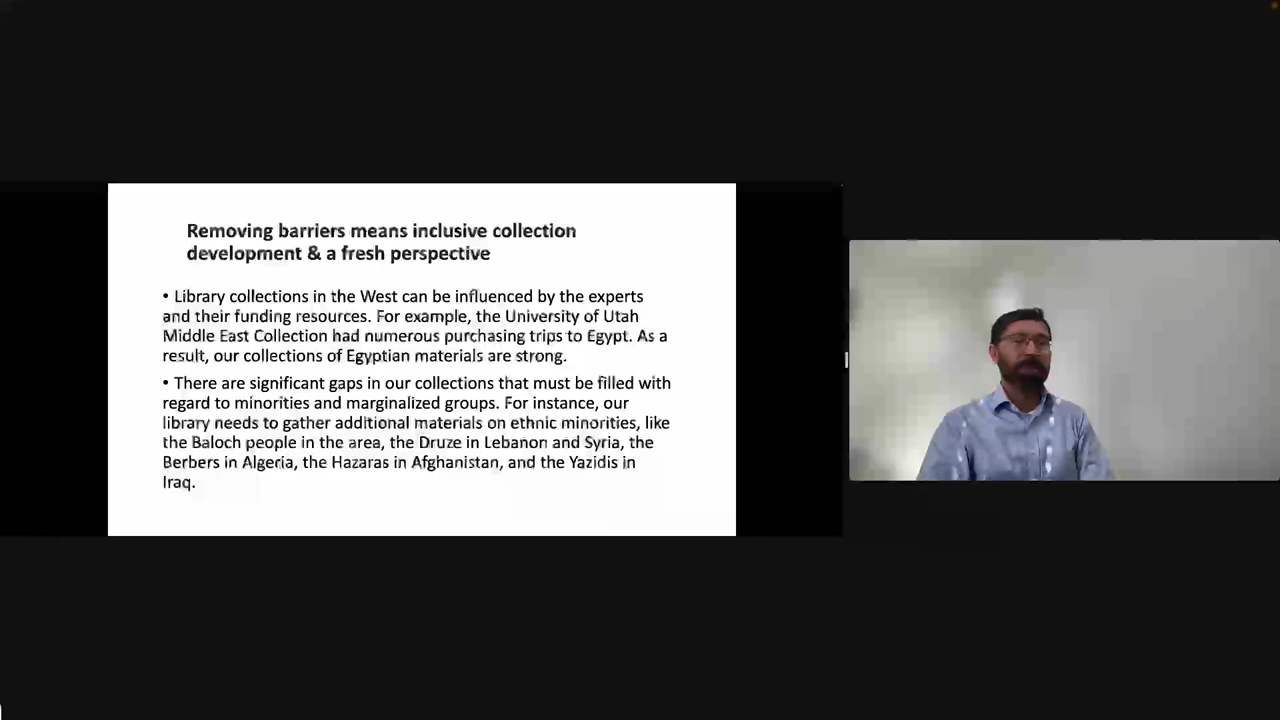 Removing barriers means inclusive collection
development & a fresh perspective
• Library collections in the West can be influenced by the experts
and their funding resources. For example, the University of Utah
Middle East Collection had numerous purchasing trips to Egypt. As a
result, our collections of Egyptian materials are strong.
• There are significant gaps in our collections that must be filled with
regard to minorities and marginalized groups. For instance, our
library needs to gather additional materials on ethnic minorities, like
the Baloch people in the area, the Druze in Lebanon and Syria, the
Berbers in Algeria, the Hazaras in Afghanistan, and the Yazidis in
Iraq.